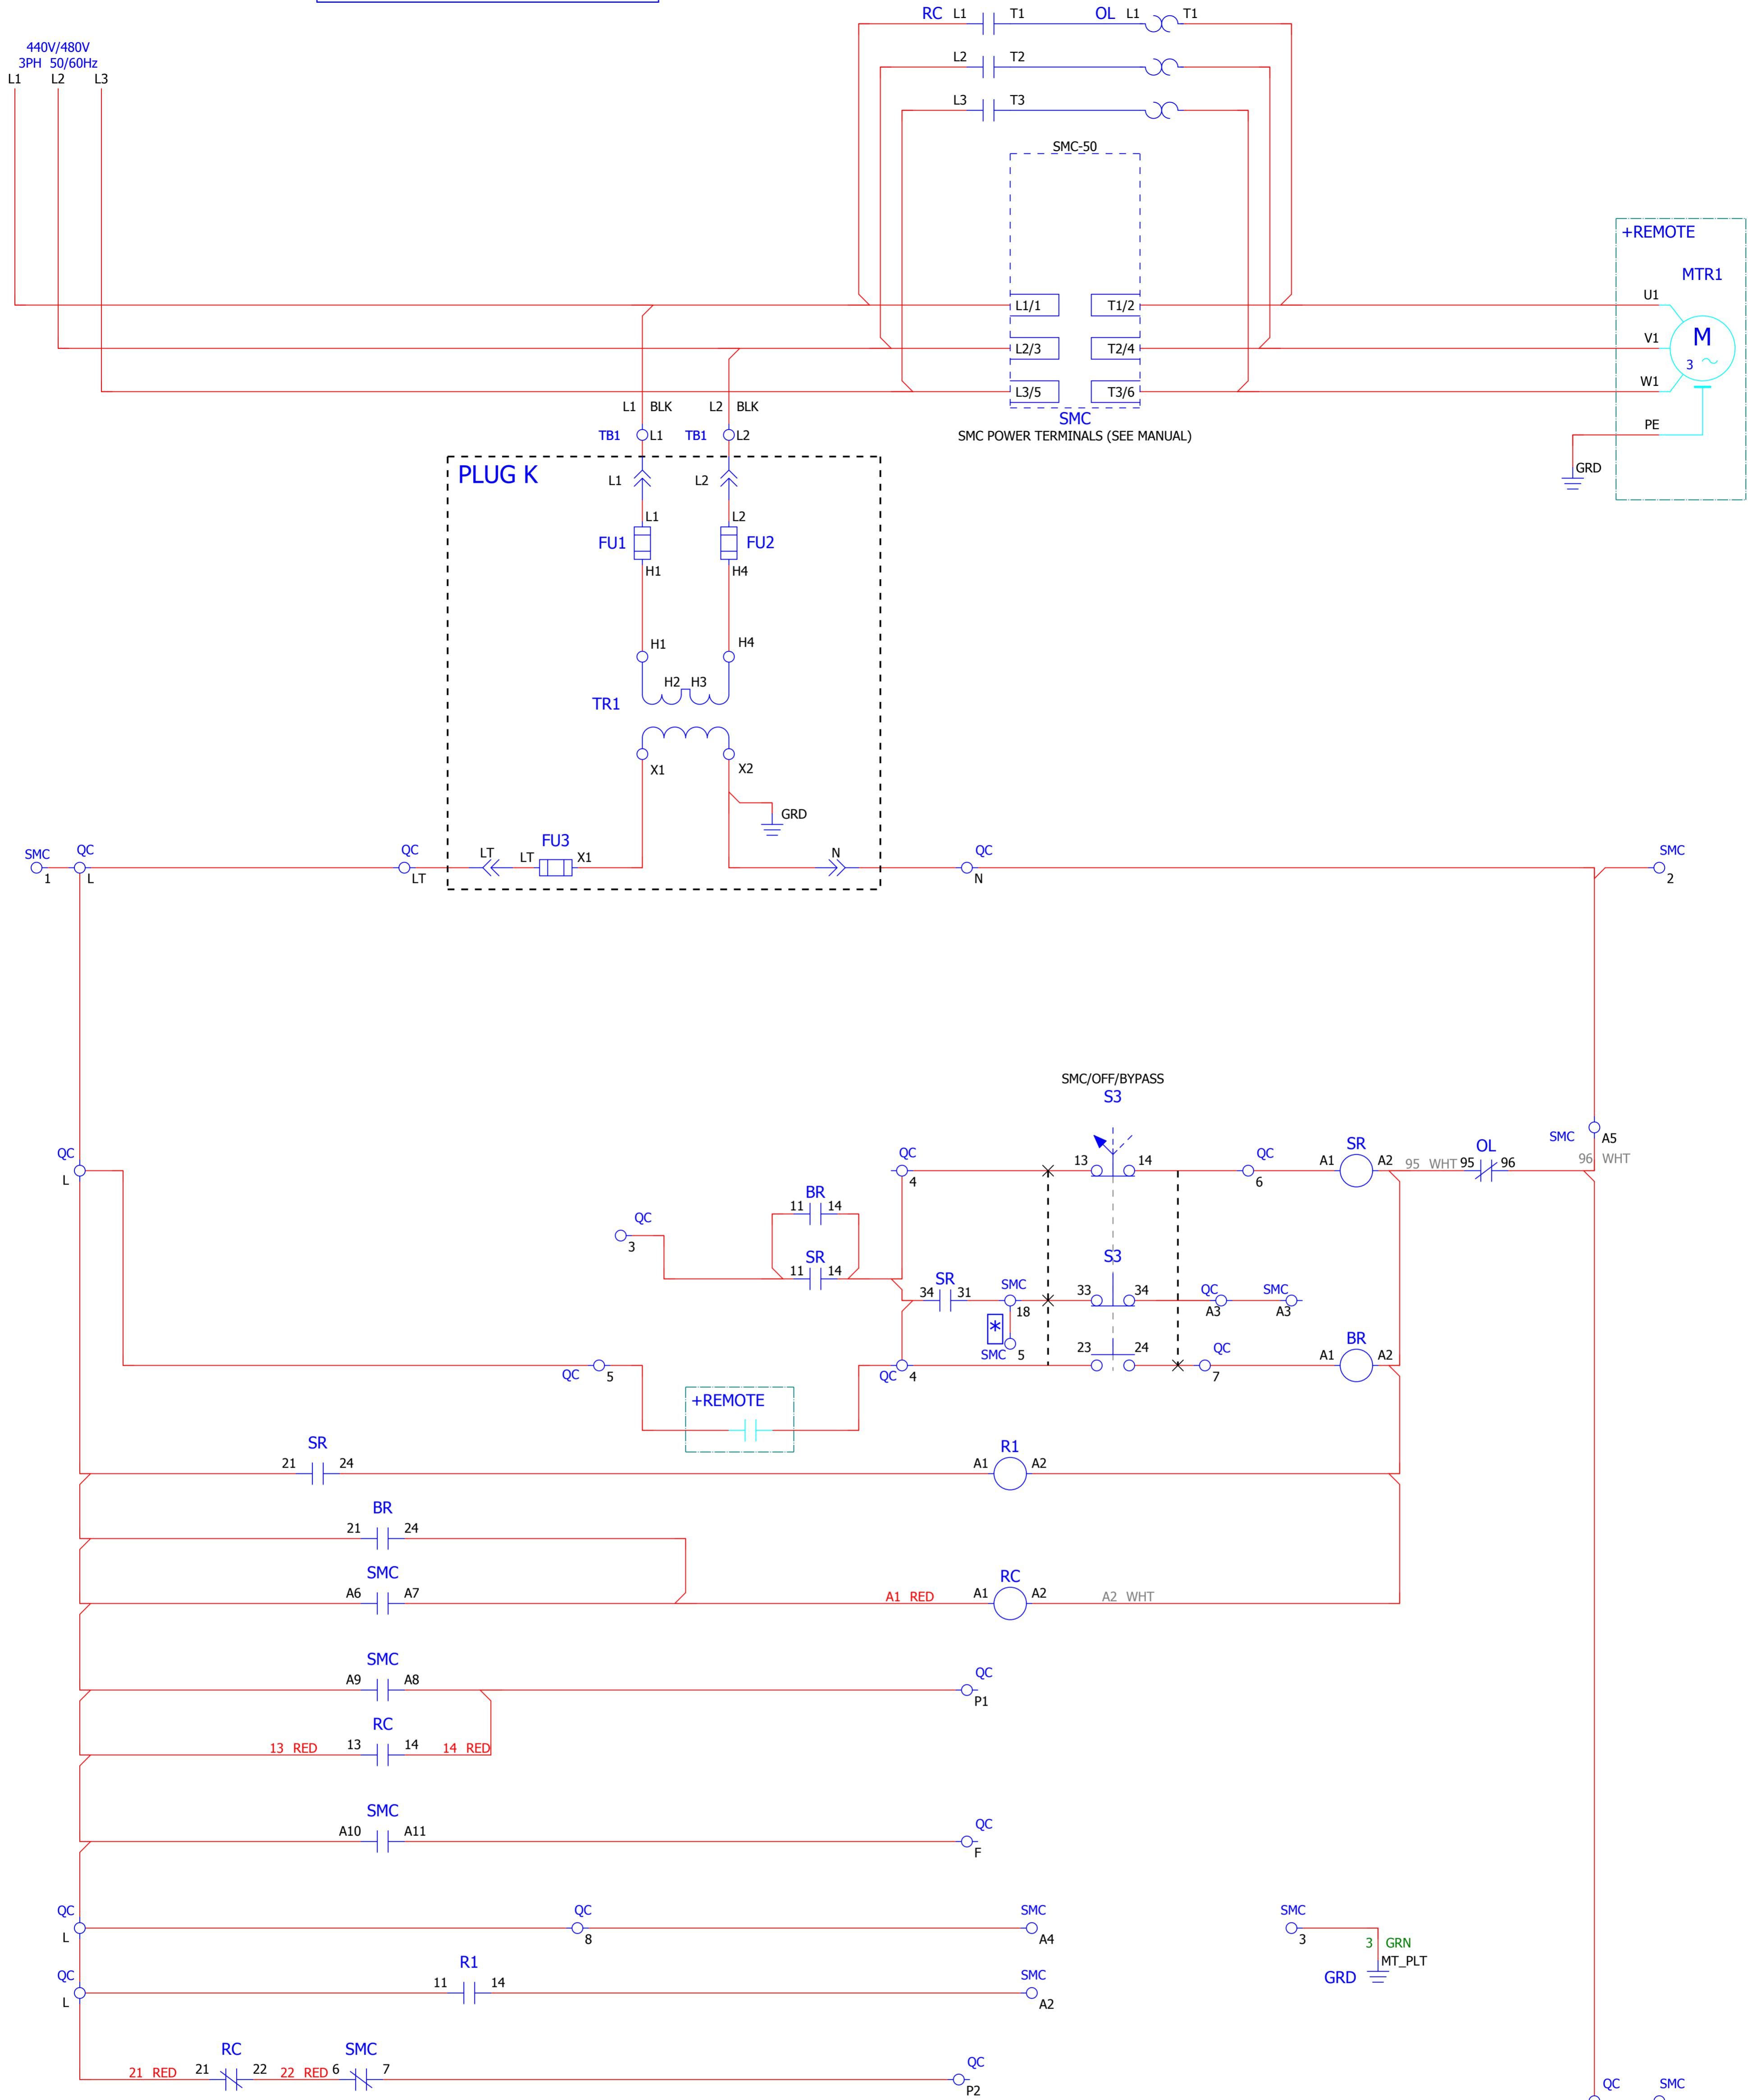 RC L1 T1 OL L1 T1
440V/480V
3PH 50/60Hz
L1 L2 L3
L2 T2
L3 T3
SMC-50
+REMOTE
MTR1
L1/1 T1/2 U1
L2/3 T2/4 V1
M
3
L3/5 T3/6 W1
L1 BLK L2 BLK
SMC
SMC POWER TERMINALS (SEE MANUAL)
PE
TB1 L1 TB1 L2
GRD
PLUG K
L1 L2
L1 L2
FU1 FU2
H1 H4
H1 H4
H2 H3
TR1
X1 X2
GRD
FU3
SMC QC QC LT LT X1 N QC SMC
1 L LT N 2
SMC/OFF/BYPASS
S3
SMC A5
QC QC 13 14 QC SR OL
L 4 6 A1 A2 95 WHT 95 96 96 WHT
BR
11 14
QC
3
SR S3
11 14
SR SMC
34 31 33 34 QC SMC
18 A3 A3
*
SMC 5 23 24 QC BR
QC 5 QC 4 7 A1 A2
+REMOTE
SR R1
21 24 A1 A2
BR
21 24
SMC RC
A6 A7 A1 RED A1 A2 A2 WHT
SMC
A9 A8 QC
P1
RC
13 RED 13 14 14 RED
SMC
A10 A11 QC
F
QC QC SMC SMC
L 8 A4 3
3 GRN
MT_PLT
GRD
QC R1 SMC
L 11 14 A2
RC SMC
21 RED 21 22 22 RED 6 7 QC
P2
QC SMC